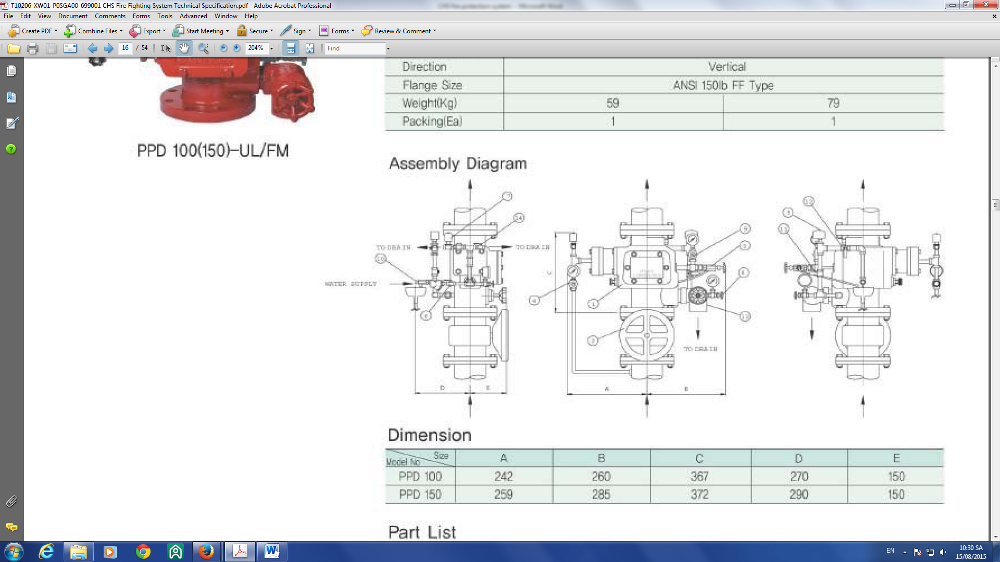 T10206-XW01-P0SGA00-699001 CHS Fire Fighting System Technical Specification.pdf - Adobe Acrobat Professional
File Edit View Document Comments Forms Tools Advanced Window Help
Create PDF Combine Files Export Start Meeting Secure Sign Forms Review & Comment
16 / 54 204% Find
Direction Vertical
Flange Size ANSI 150lb FF Type
Weight(Kg) 59 79
Packing(Ea) 1 1
PPD 100(150)-UL/FM
Assembly Diagram
TO DRAIN TO DRAIN
WATER SUPPLY
TO DRAIN
D E A B C
Dimension
Size
Model No A B C D E
PPD 100 242 260 367 270 150
PPD 150 259 285 372 290 150
Part List
EN
10:30 SA
15/08/2015